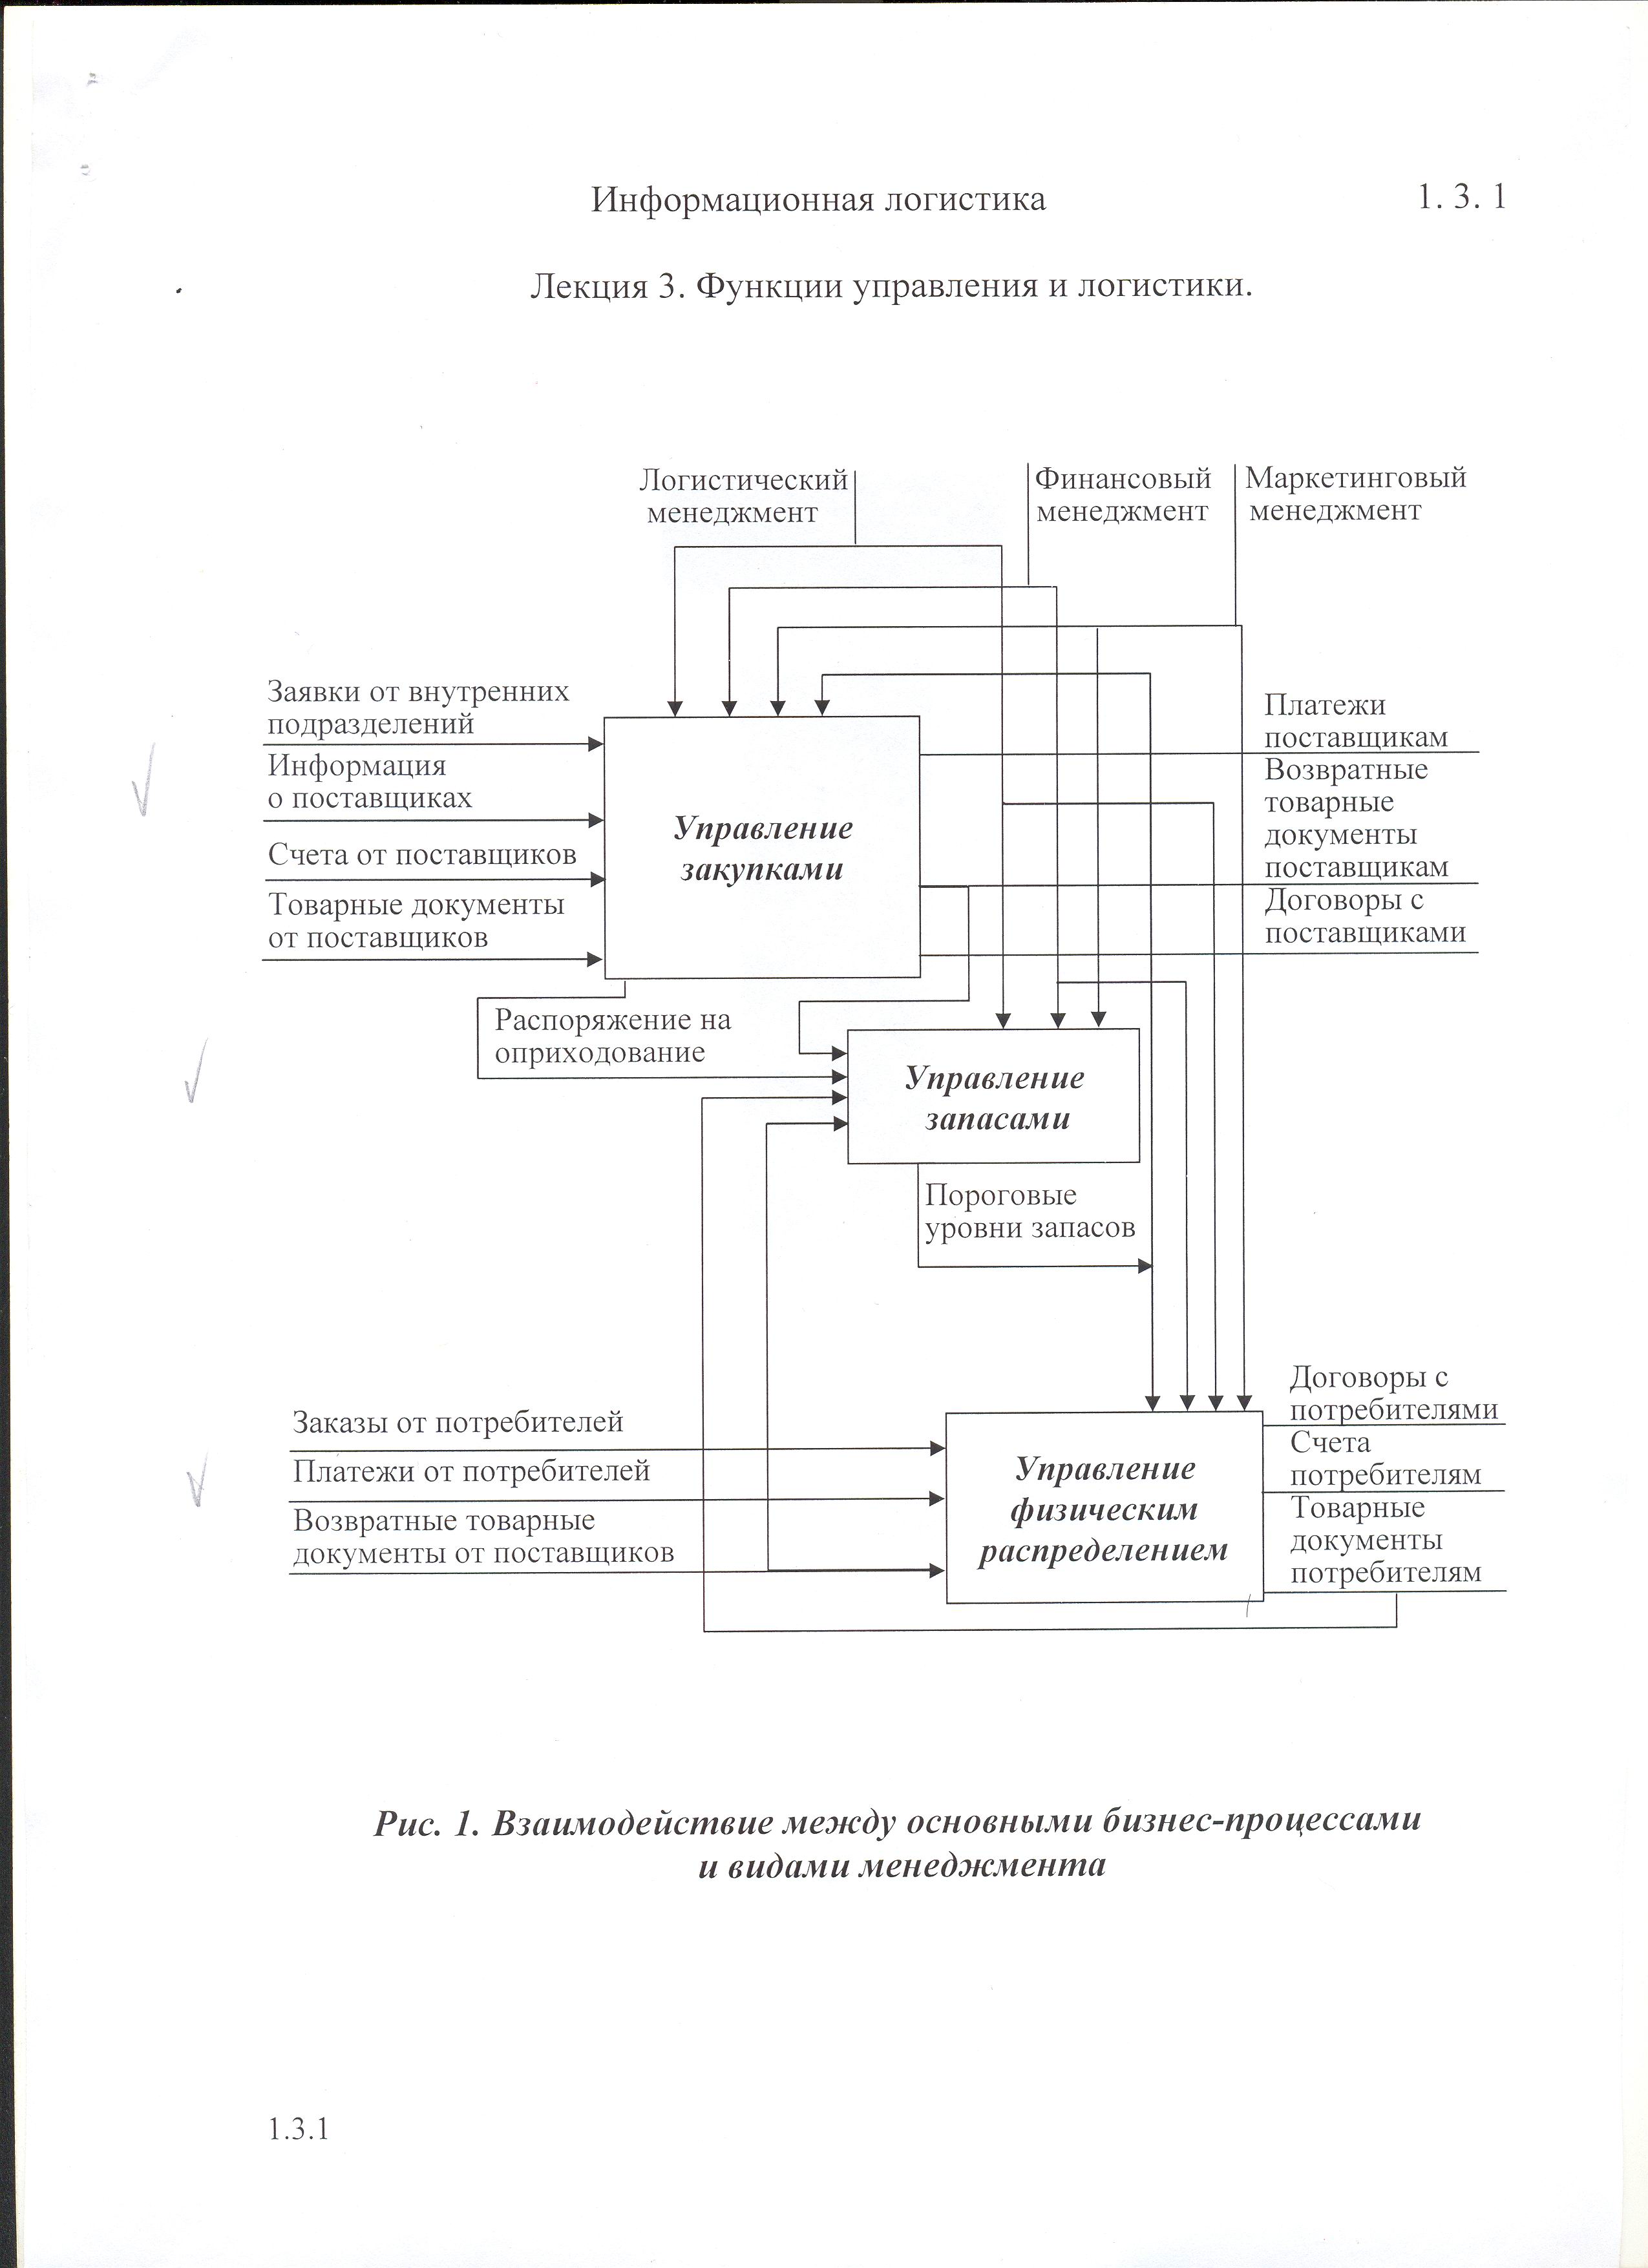 Информационная логистика
1. 3. 1
Лекция 3. Функции управления и логистики.
Логистический
менеджмент
Финансовый
менеджмент
Маркетинговый
менеджмент
Заявки от внутренних
подразделений
Информация
о поставщиках
Счета от поставщиков
Товарные документы
от поставщиков
Управление
закупками
Платежи
поставщикам
Возвратные
товарные
документы
поставщикам
Договоры с
поставщиками
Распоряжение на
оприходование
Управление
запасами
Пороговые
уровни запасов
Заказы от потребителей
Платежи от потребителей
Возвратные товарные
документы от поставщиков
Управление
физическим
распределением
Договоры с
потребителями
Счета
потребителям
Товарные
документы
потребителям
Рис. 1. Взаимодействие между основными бизнес-процессами
и видами менеджмента
1.3.1